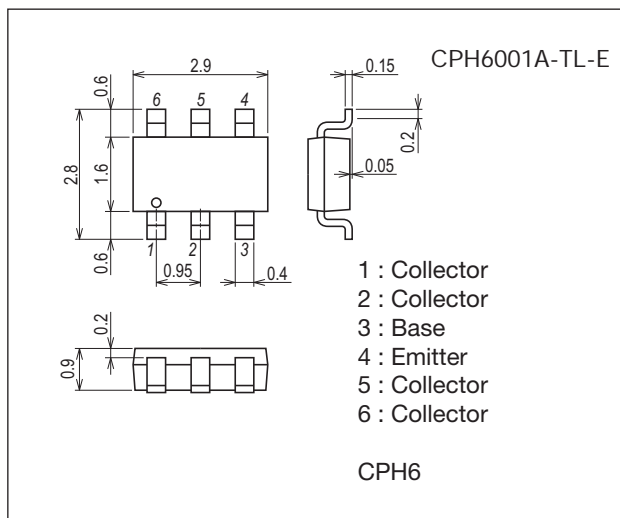 CPH6001A-TL-E
2.9
0.15
0.6
6
5
4
0.2
2.8
1.6
0.05
0.6
1
2
3
0.95
0.4
1 : Collector
2 : Collector
3 : Base
4 : Emitter
5 : Collector
6 : Collector
0.2
0.9
CPH6